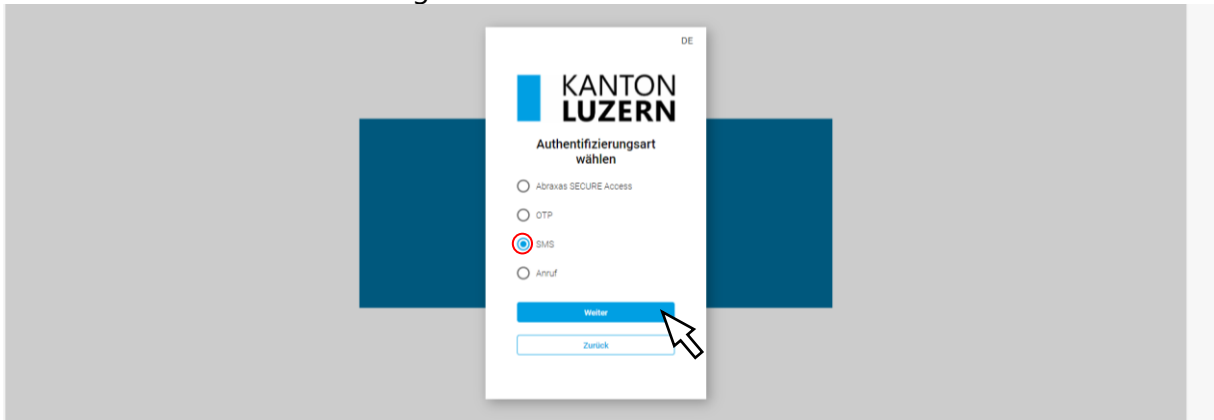 DE
KANTON
LUZERN
Authentifizierungsart
wählen
Abraxas SECURE Access
OTP
SMS
Anruf
Weiter
Zurück